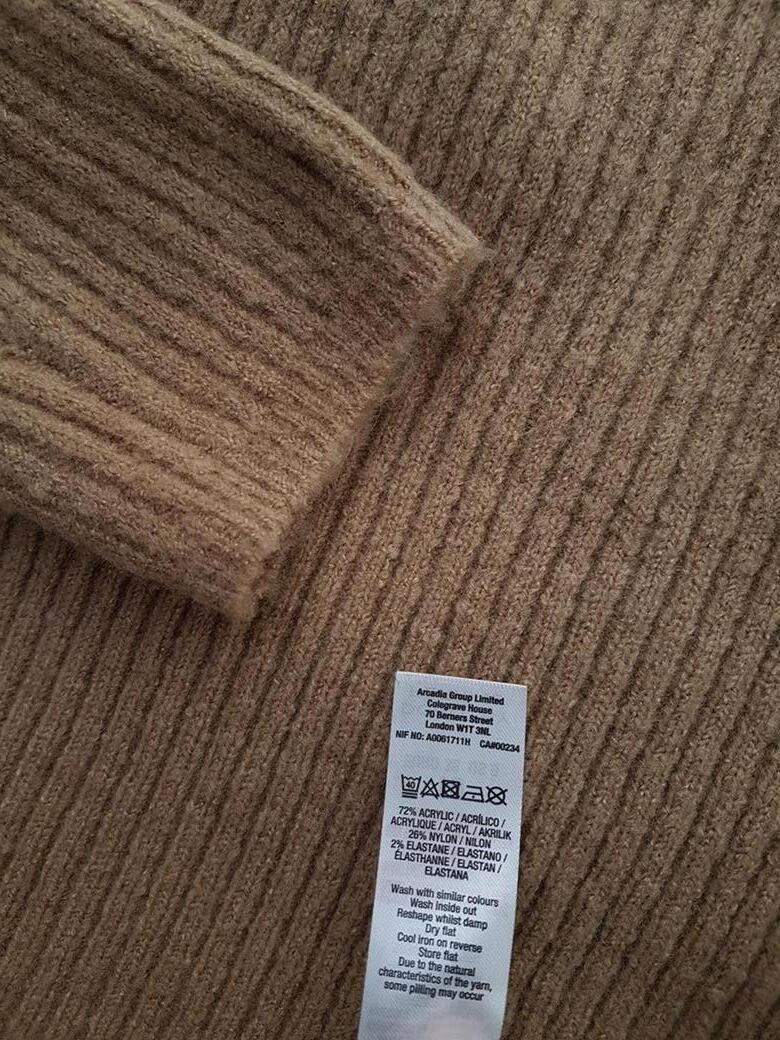 Arcadia Group Limited
Colegrave House
70 Berners Street
London W1T 3NL
NIF NO: A0061711H CA#00234
40
72% ACRYLIC / ACRÍLICO /
ACRYLIQUE / ACRYL / AKRILIK
26% NYLON / NILON
2% ELASTANE / ELASTANO /
ÉLASTHANNE / ELASTAN /
ELASTANA
Wash with similar colours
Wash inside out
Reshape whilst damp
Dry flat
Cool iron on reverse
Store flat
Due to the natural
characteristics of the yarn,
some pilling may occur